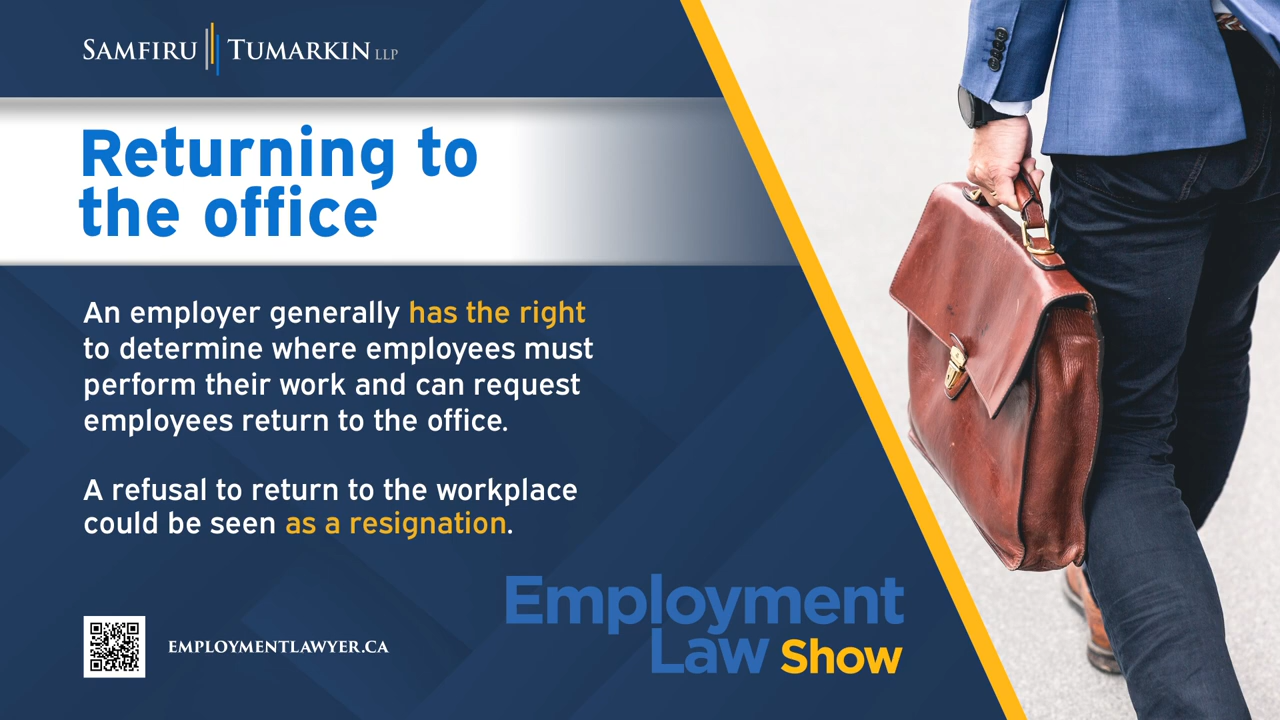 SAMFIRU TUMARKIN LLP
Returning to
the office
An employer generally has the right
to determine where employees must
perform their work and can request
employees return to the office.
A refusal to return to the workplace
could be seen as a resignation.
EMPLOYMENTLAWYER.CA
Employment
Law Show